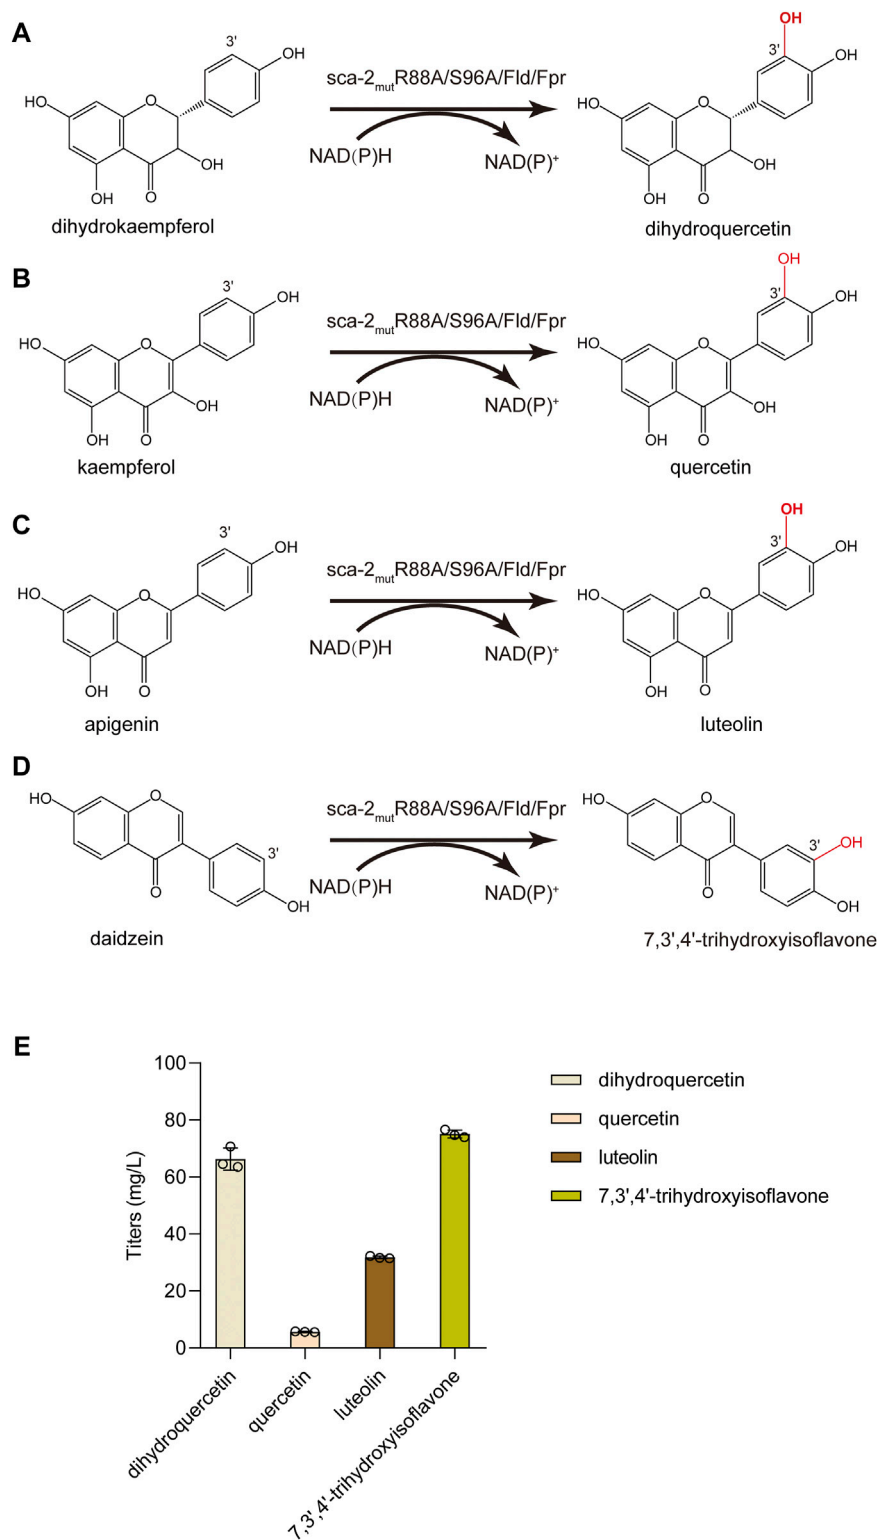 A
3'
OH
HO
O
OH
OH
O
dihydrokaempferol
sca-2mutR88A/S96A/Fld/Fpr
NAD(P)H
NAD(P)+
OH
3'
OH
HO
O
OH
OH
O
dihydroquercetin
B
3'
OH
HO
O
OH
OH
O
kaempferol
sca-2mutR88A/S96A/Fld/Fpr
NAD(P)H
NAD(P)+
OH
3'
OH
HO
O
OH
OH
O
quercetin
C
3'
OH
HO
O
OH
O
apigenin
sca-2mutR88A/S96A/Fld/Fpr
NAD(P)H
NAD(P)+
OH
3'
OH
HO
O
OH
O
luteolin
D
HO
O
3'
O
OH
daidzein
sca-2mutR88A/S96A/Fld/Fpr
NAD(P)H
NAD(P)+
HO
O
3'
OH
O
OH
7,3',4'-trihydroxyisoflavone
E
Titers (mg/L)
100
80
60
40
20
0
dihydroquercetin
quercetin
luteolin
7,3',4'-trihydroxyisoflavone
dihydroquercetin
quercetin
luteolin
7,3',4'-trihydroxyisoflavone